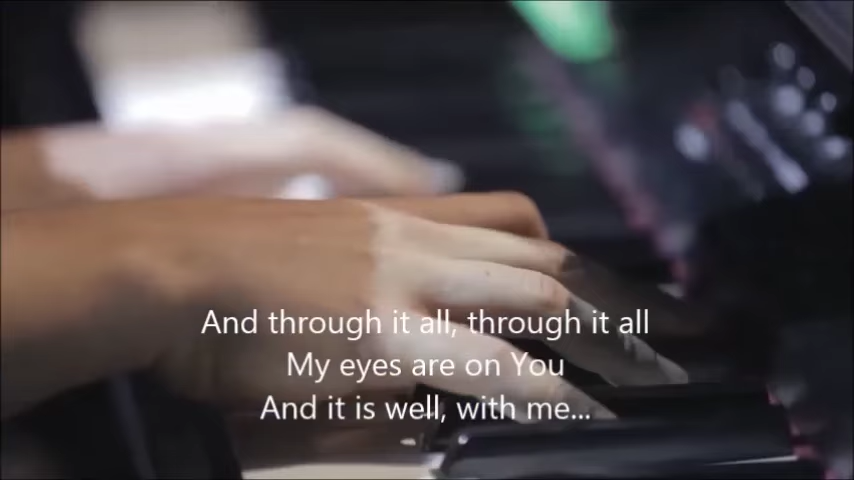 And through it all, through it all
My eyes are on You
And it is well, with me...